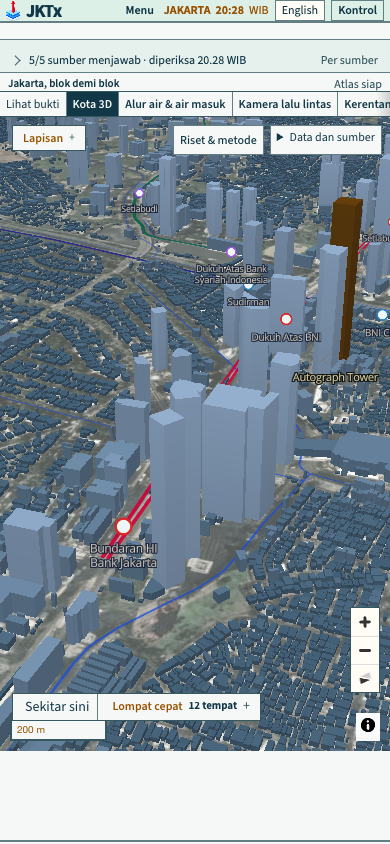 JKTx
Menu
JAKARTA 20:28 WIB
English
Kontrol
5/5 sumber menjawab · diperiksa 20.28 WIB
Per sumber
Jakarta, blok demi blok
Atlas siap
Lihat bukti
Kota 3D
Alur air & air masuk
Kamera lalu lintas
Kerentan
Lapisan +
Riset & metode
Data dan sumber
Setiabudi
Setiabu
Dukuh Atas Bank
Syariah Indonesia
Sudirman
Dukuh Atas BNI
BNI C
Autograph Tower
Bundaran HI
Bank Jakarta
Sekitar sini
Lompat cepat 12 tempat +
200 m